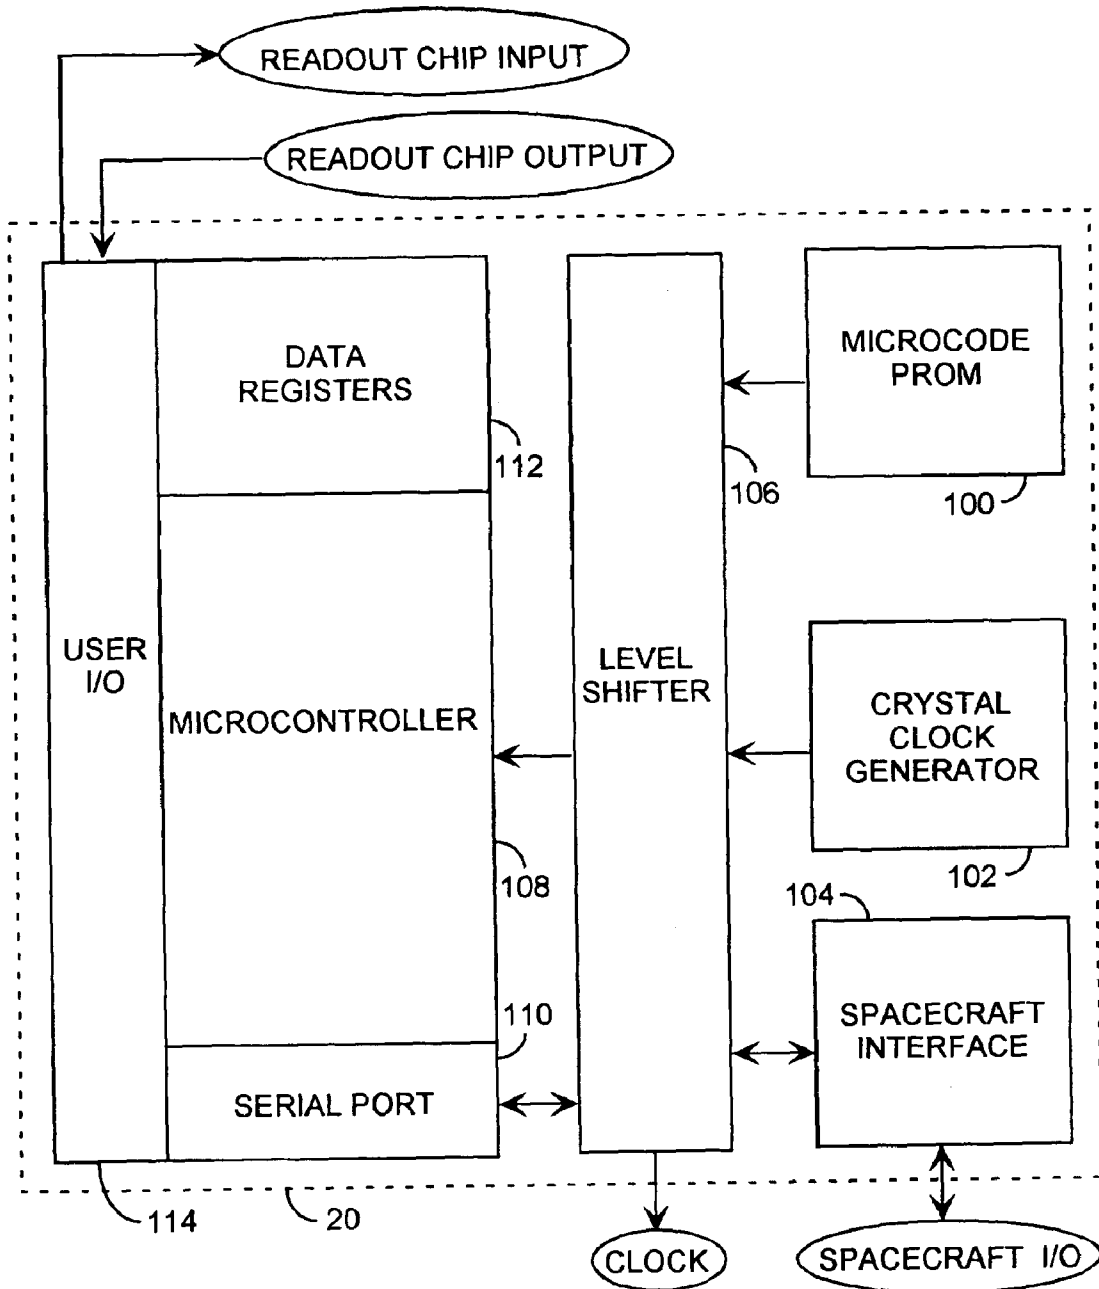 READOUT CHIP INPUT
READOUT CHIP OUTPUT
DATA
REGISTERS
112
MICROCODE
PROM
100
106
USER
I/O
MICROCONTROLLER
108
LEVEL
SHIFTER
CRYSTAL
CLOCK
GENERATOR
102
104
SPACECRAFT
INTERFACE
110
SERIAL PORT
114
20
CLOCK
SPACECRAFT I/O